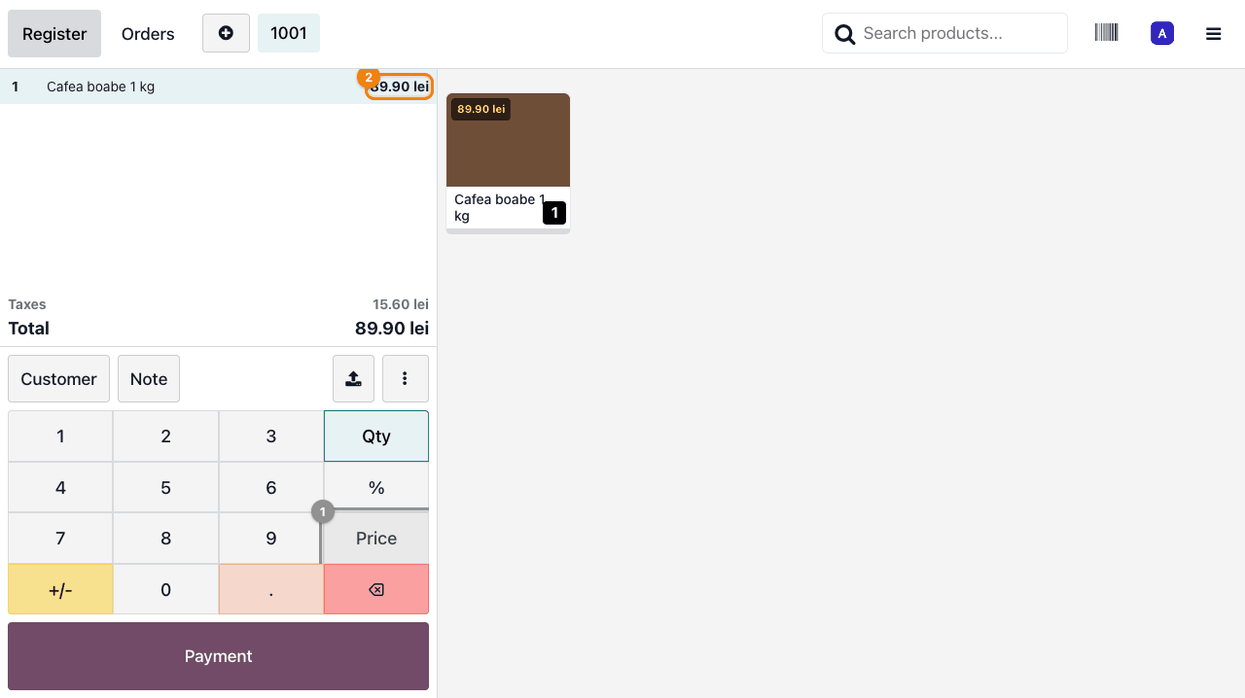 Register
Orders
1001
Search products...
A
1
Cafea boabe 1 kg
2
89.90 lei
89.90 lei
Cafea boabe 1
kg
1
Taxes
15.60 lei
Total
89.90 lei
Customer
Note
1
2
3
Qty
4
5
6
%
1
7
8
9
Price
+/-
0
.
Payment